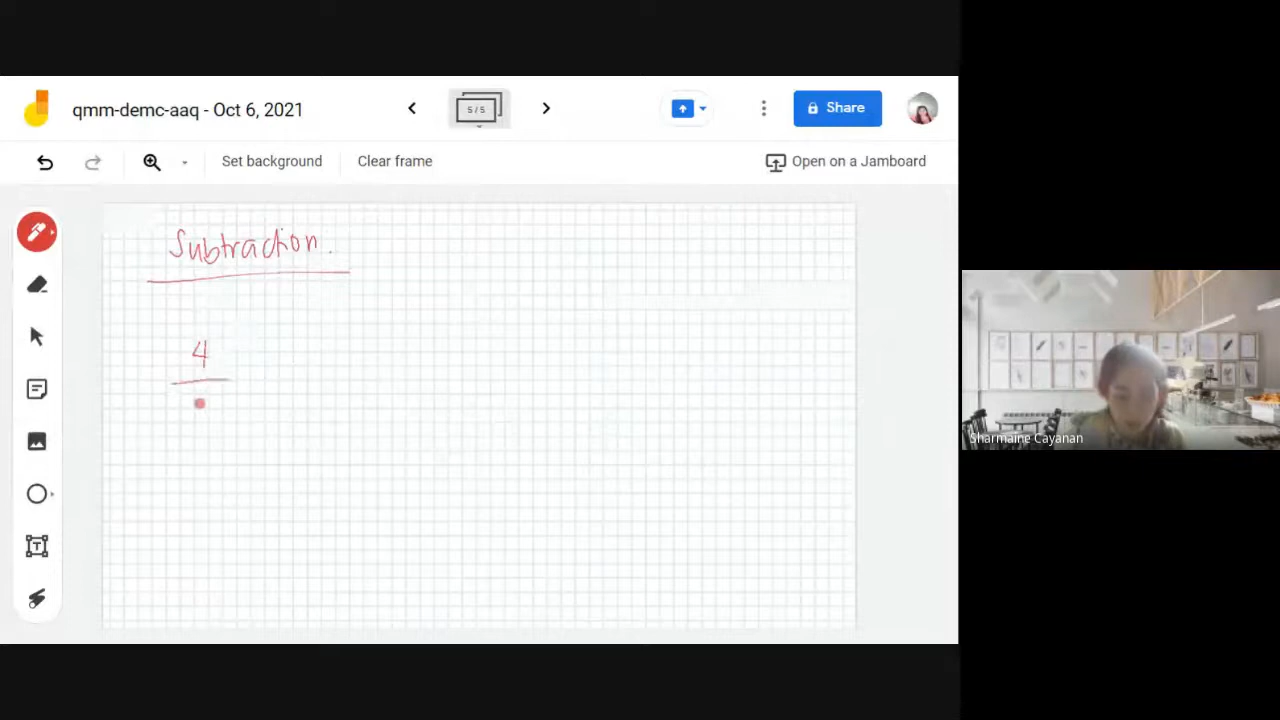 qmm-demc-aaq - Oct 6, 2021
5/5
Share
Set background
Clear frame
Open on a Jamboard
Subtraction.
4
T
Sharmaine Cayanan